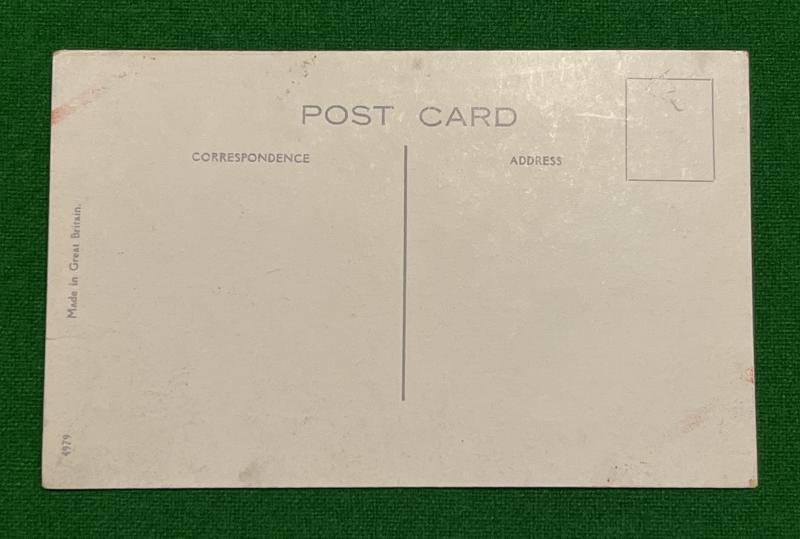 POST CARD
CORRESPONDENCE
ADDRESS
Made in Great Britain.
4979